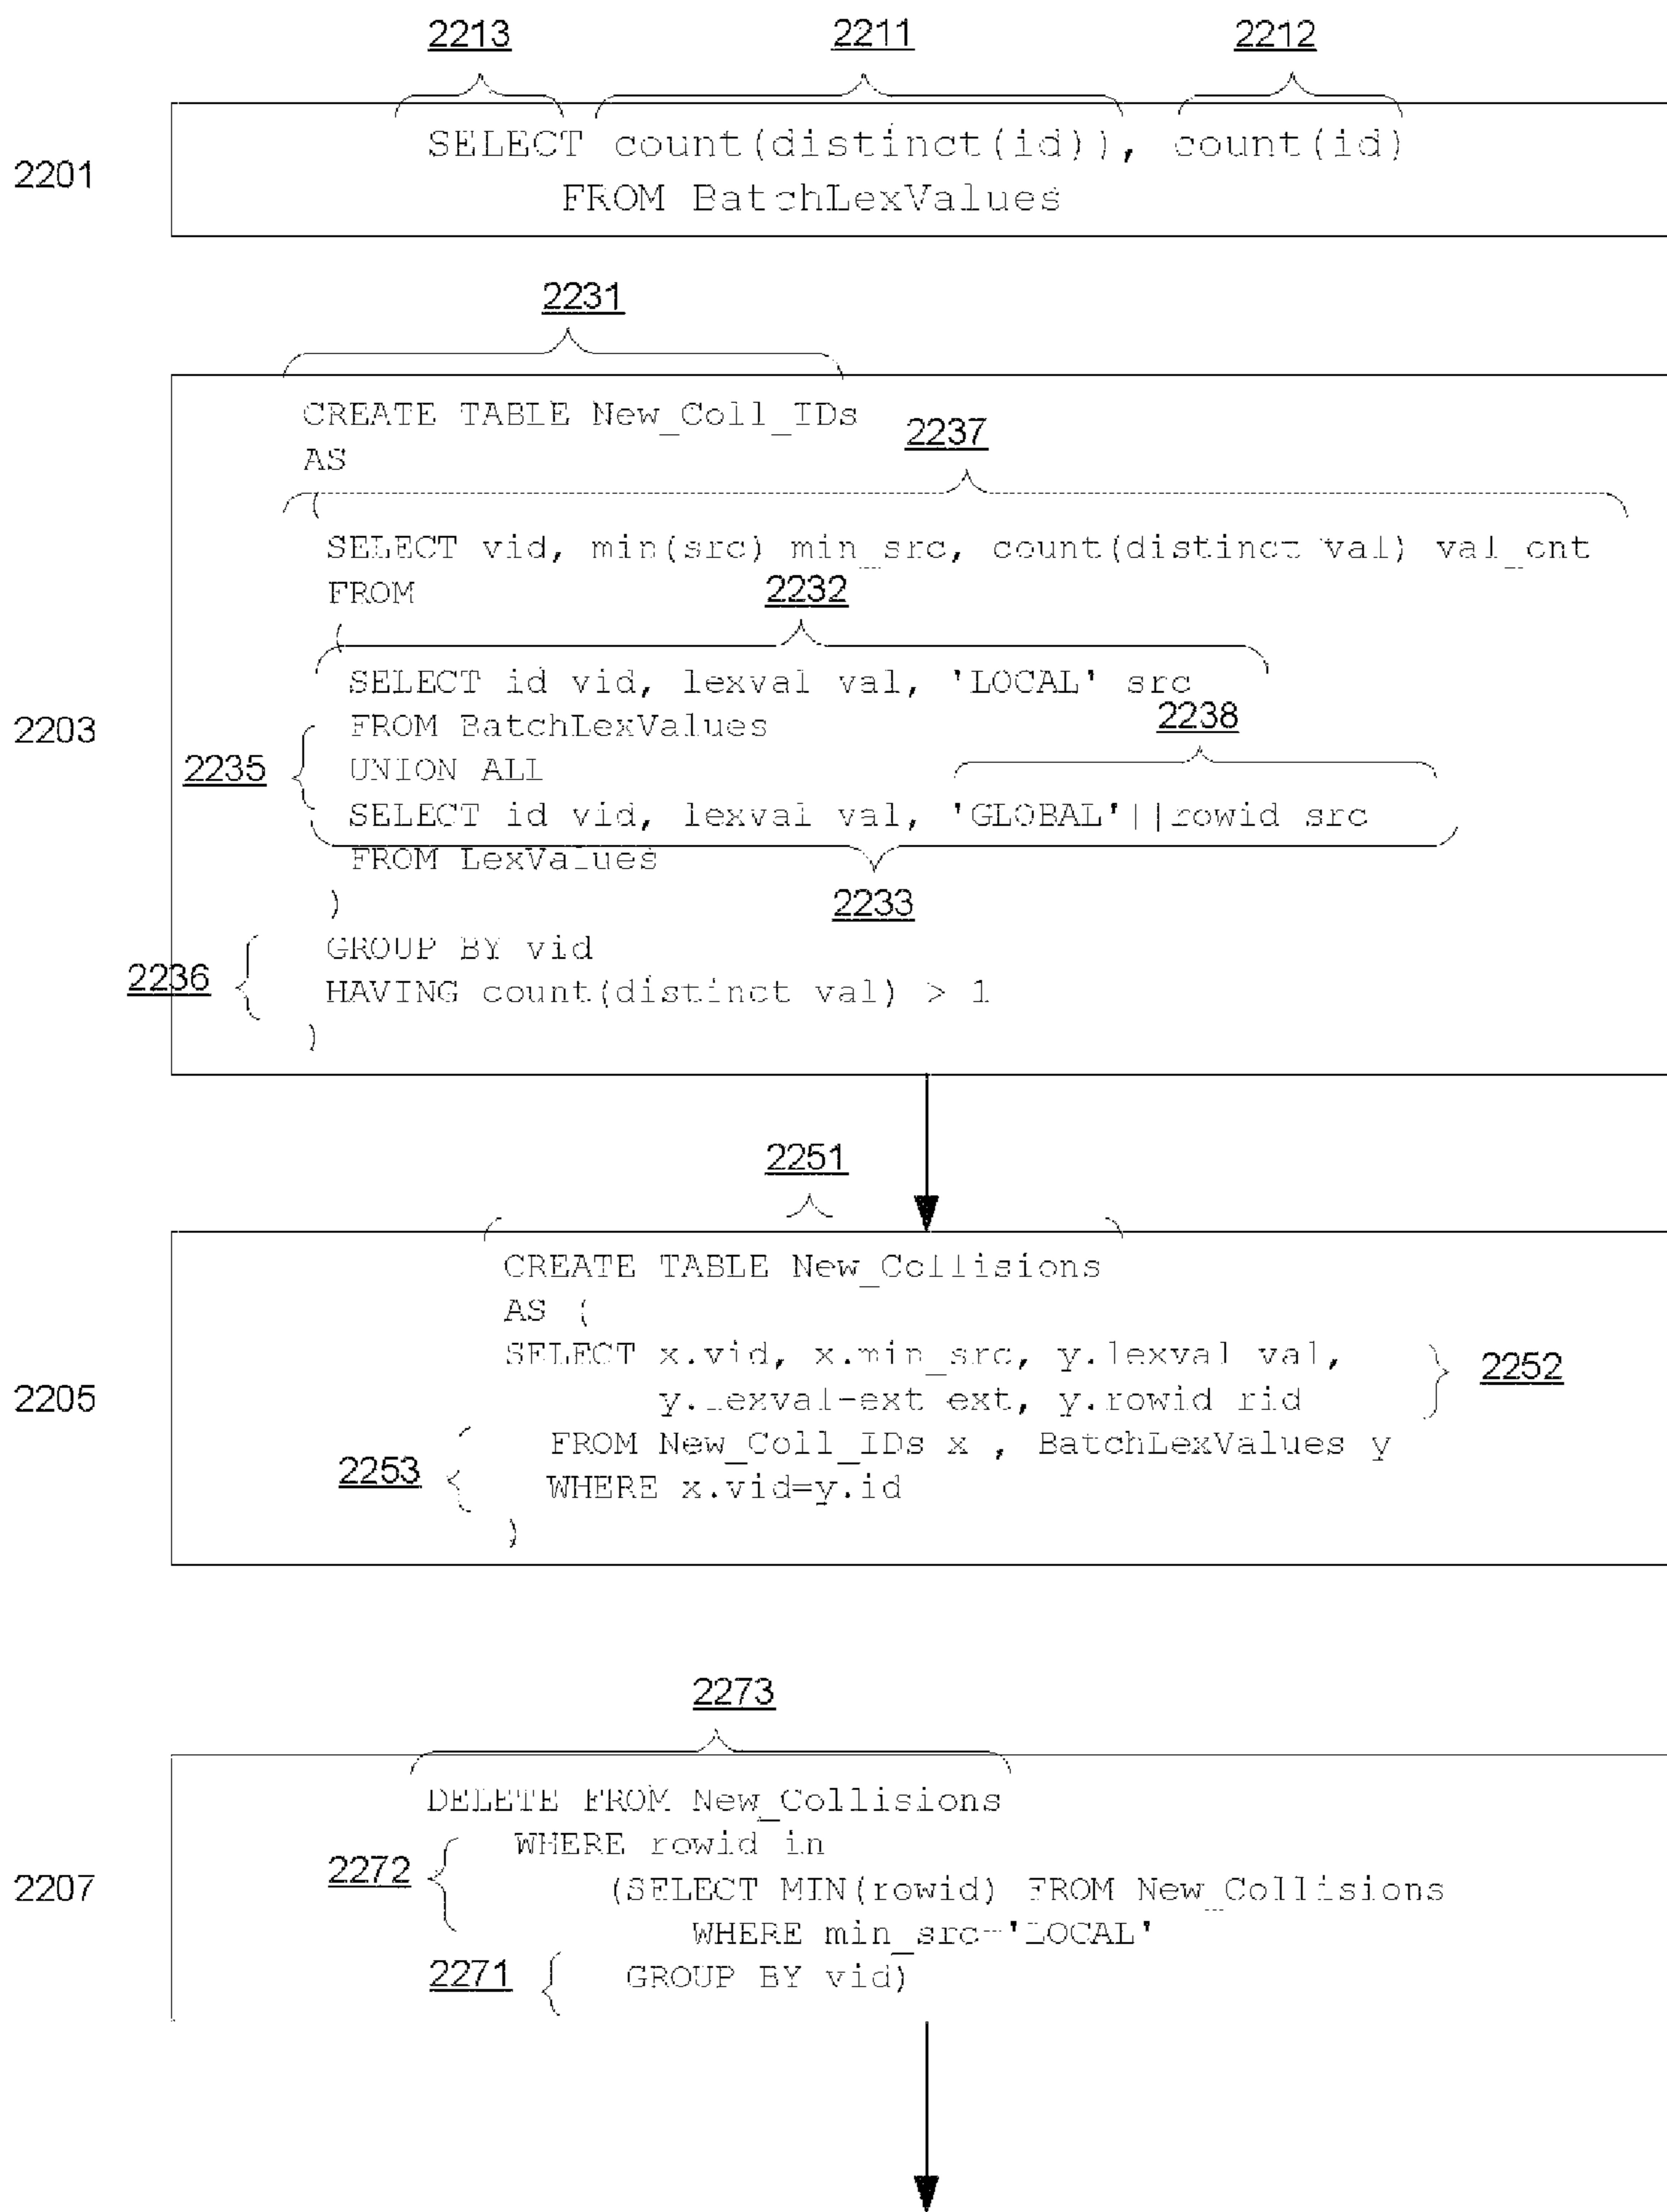 2213 2211 2212
SELECT count(distinct(id)), count(id)
2201
FROM BatchLexValues
2231
CREATE TABLE New_Coll_IDs
2237
AS
(
SELECT vid, min(src) min_src, count(distinct val) val_cnt
FROM
2232
(
SELECT id vid, lexval val, 'LOCAL' src
2238
2203
FROM BatchLexValues
2235
UNION ALL
SELECT id vid, lexval val, 'GLOBAL'||rowid src
FROM LexValues
)
2233
GROUP BY vid
2236
HAVING count(distinct val) > 1
)
2251
CREATE TABLE New_Collisions
AS (
SELECT x.vid, x.min_src, y.lexval val,
2252
2205
y.lexval-ext ext, y.rowid rid
FROM New_Coll_IDs x , BatchLexValues y
2253
WHERE x.vid=y.id
)
2273
DELETE FROM New_Collisions
WHERE rowid in
2272
2207
(SELECT MIN(rowid) FROM New_Collisions
WHERE min_src='LOCAL'
2271
GROUP BY vid)